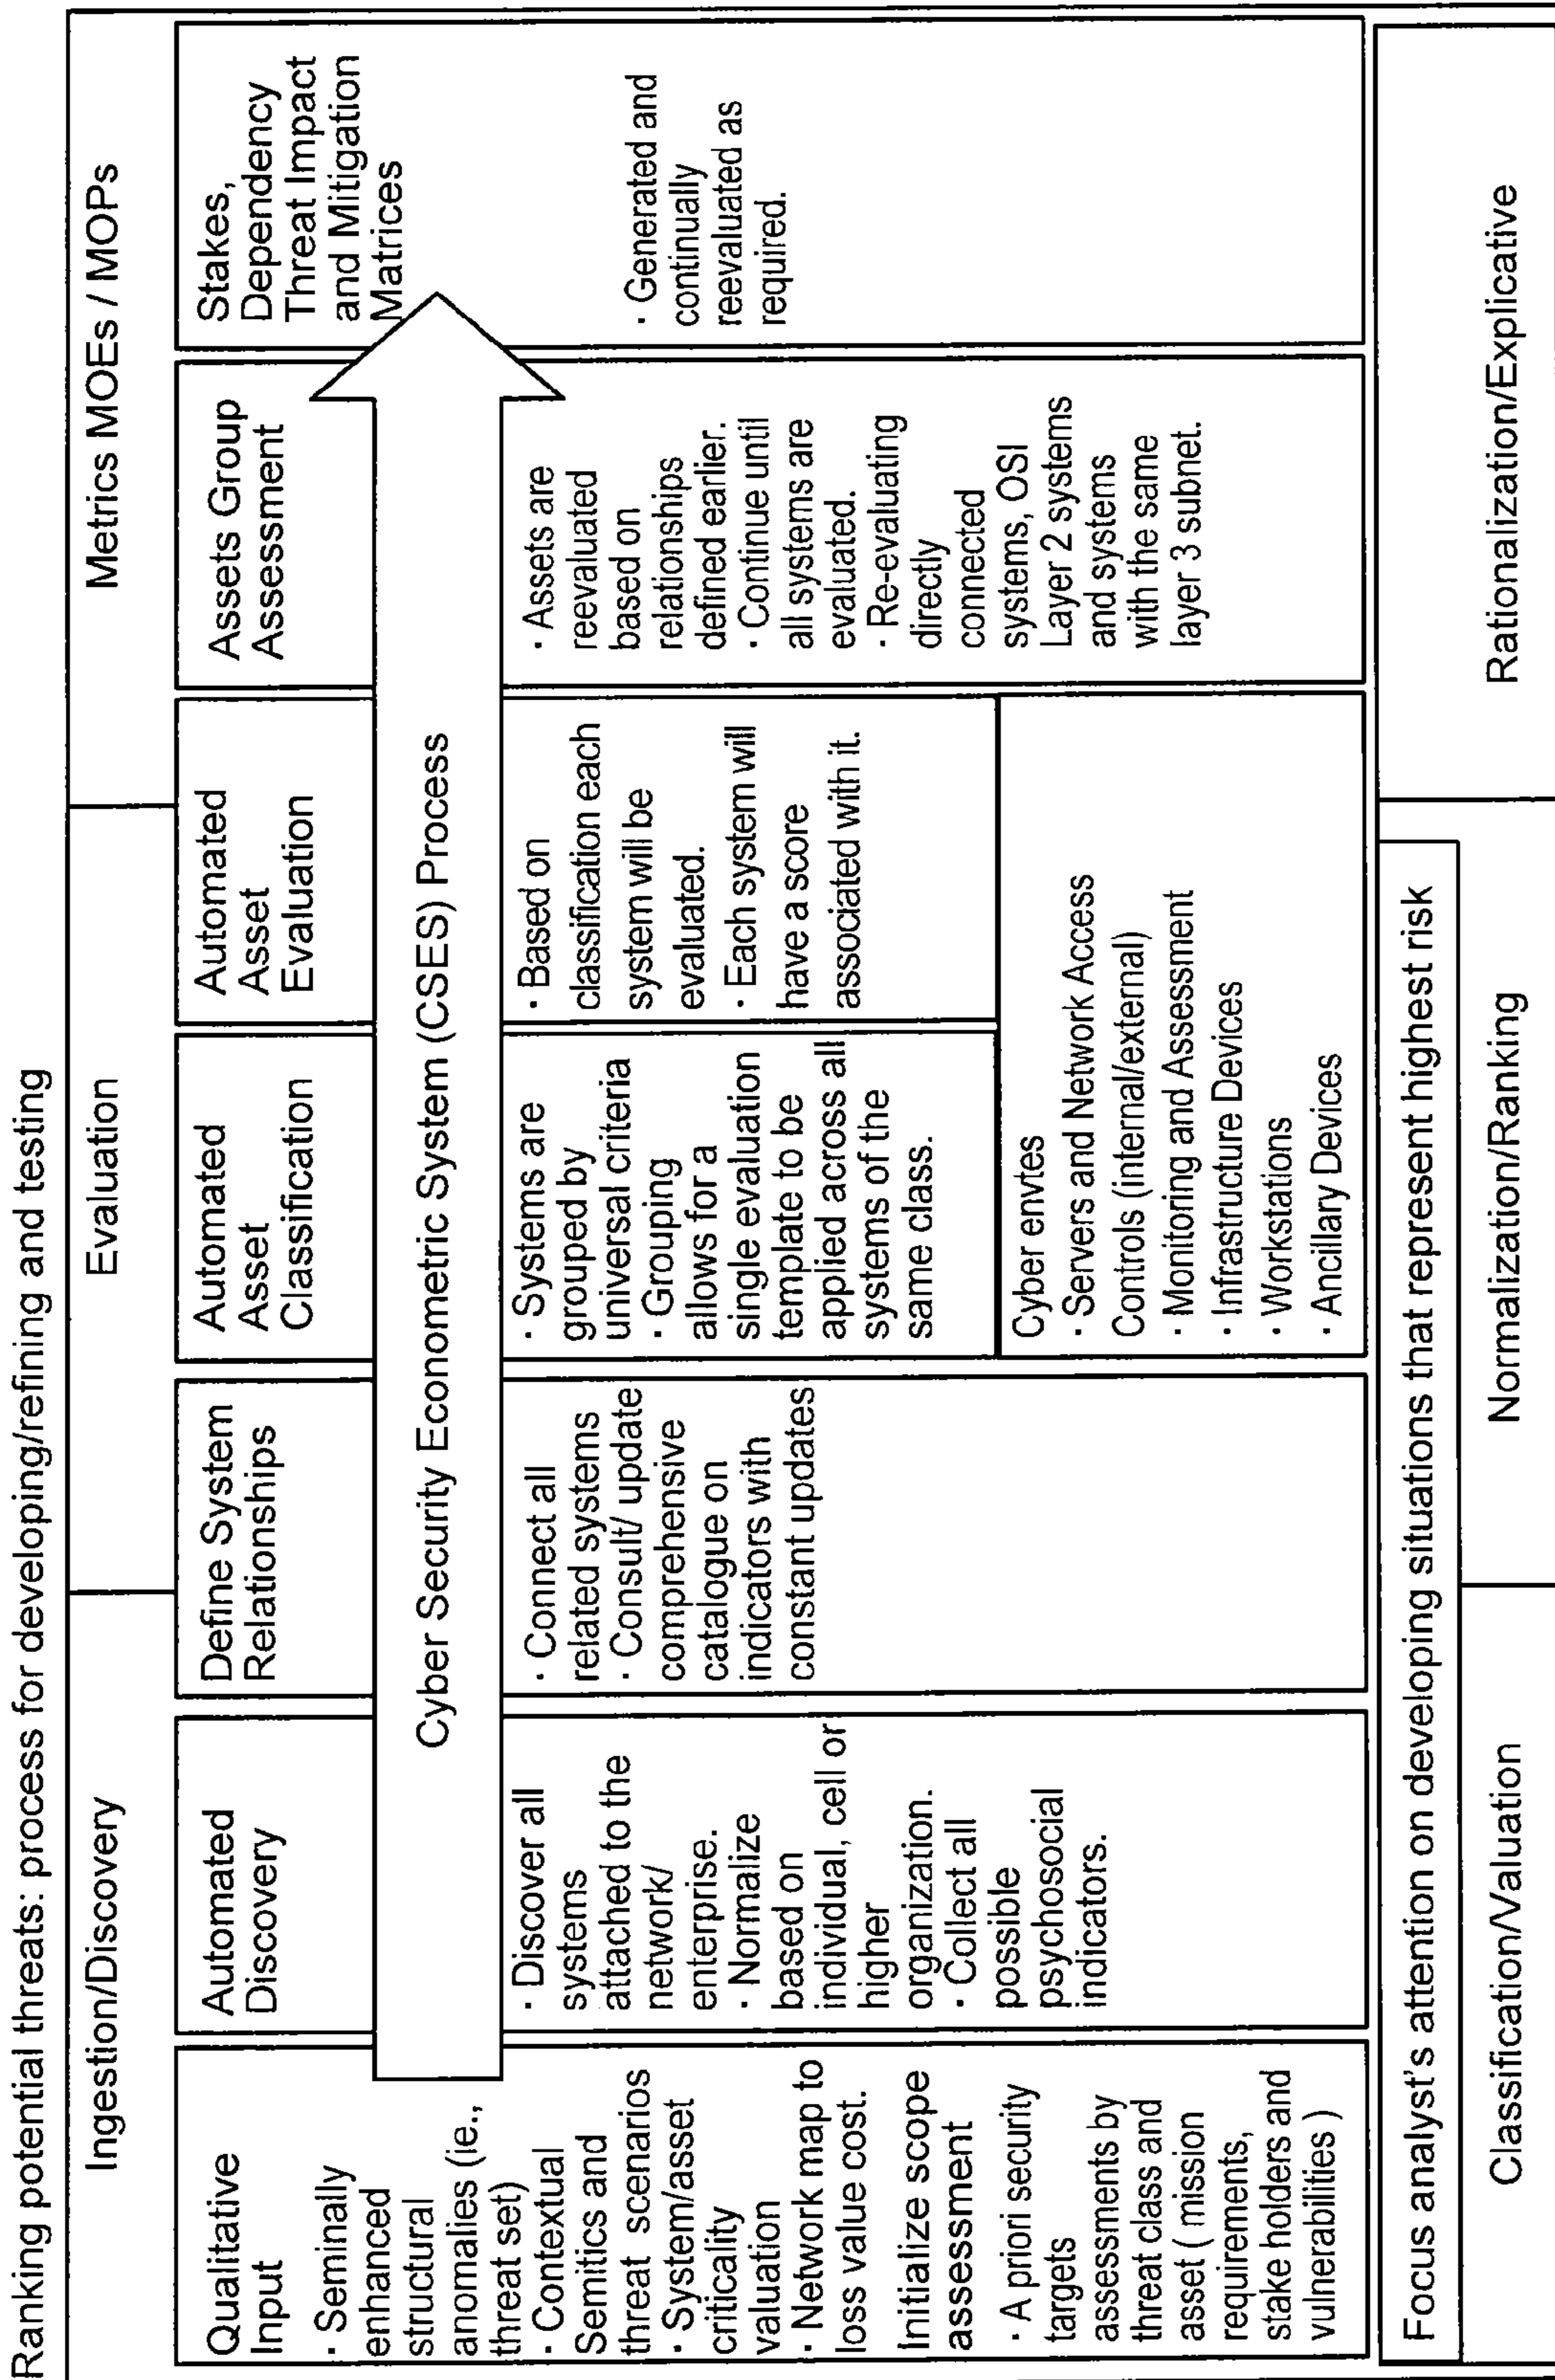 Ranking potential threats: process for developing/refining and testing
Ingestion/Discovery
Evaluation
Metrics MOEs / MOPs
Qualitative
Input
· Seminally
enhanced
structural
anomalies (ie.,
threat set)
· Contextual
Semitics and
threat scenarios
· System/asset
criticality
valuation
· Network map to
loss value cost.
Initialize scope
assessment
· A priori security
targets
assessments by
threat class and
asset ( mission
requirements,
stake holders and
vulnerabilities )
Automated
Discovery
· Discover all
systems
attached to the
network/
enterprise.
· Normalize
based on
individual, cell or
higher
organization.
· Collect all
possible
psychosocial
indicators.
Define System
Relationships
· Connect all
related systems
· Consult/ update
comprehensive
catalogue on
indicators with
constant updates
Automated
Asset
Classification
· Systems are
grouped by
universal criteria
· Grouping
allows for a
single evaluation
template to be
applied across all
systems of the
same class.
Automated
Asset
Evaluation
· Based on
classification each
system will be
evaluated.
· Each system will
have a score
associated with it.
Cyber envtes
· Servers and Network Access
Controls (internal/external)
· Monitoring and Assessment
· Infrastructure Devices
· Workstations
· Ancillary Devices
Assets Group
Assessment
· Assets are
reevaluated
based on
relationships
defined earlier.
· Continue until
all systems are
evaluated.
· Re-evaluating
directly
connected
systems, OSI
Layer 2 systems
and systems
with the same
layer 3 subnet.
Stakes,
Dependency
Threat Impact
and Mitigation
Matrices
· Generated and
continually
reevaluated as
required.
Cyber Security Econometric System (CSES) Process
Focus analyst's attention on developing situations that represent highest risk
Classification/Valuation
Normalization/Ranking
Rationalization/Explicative